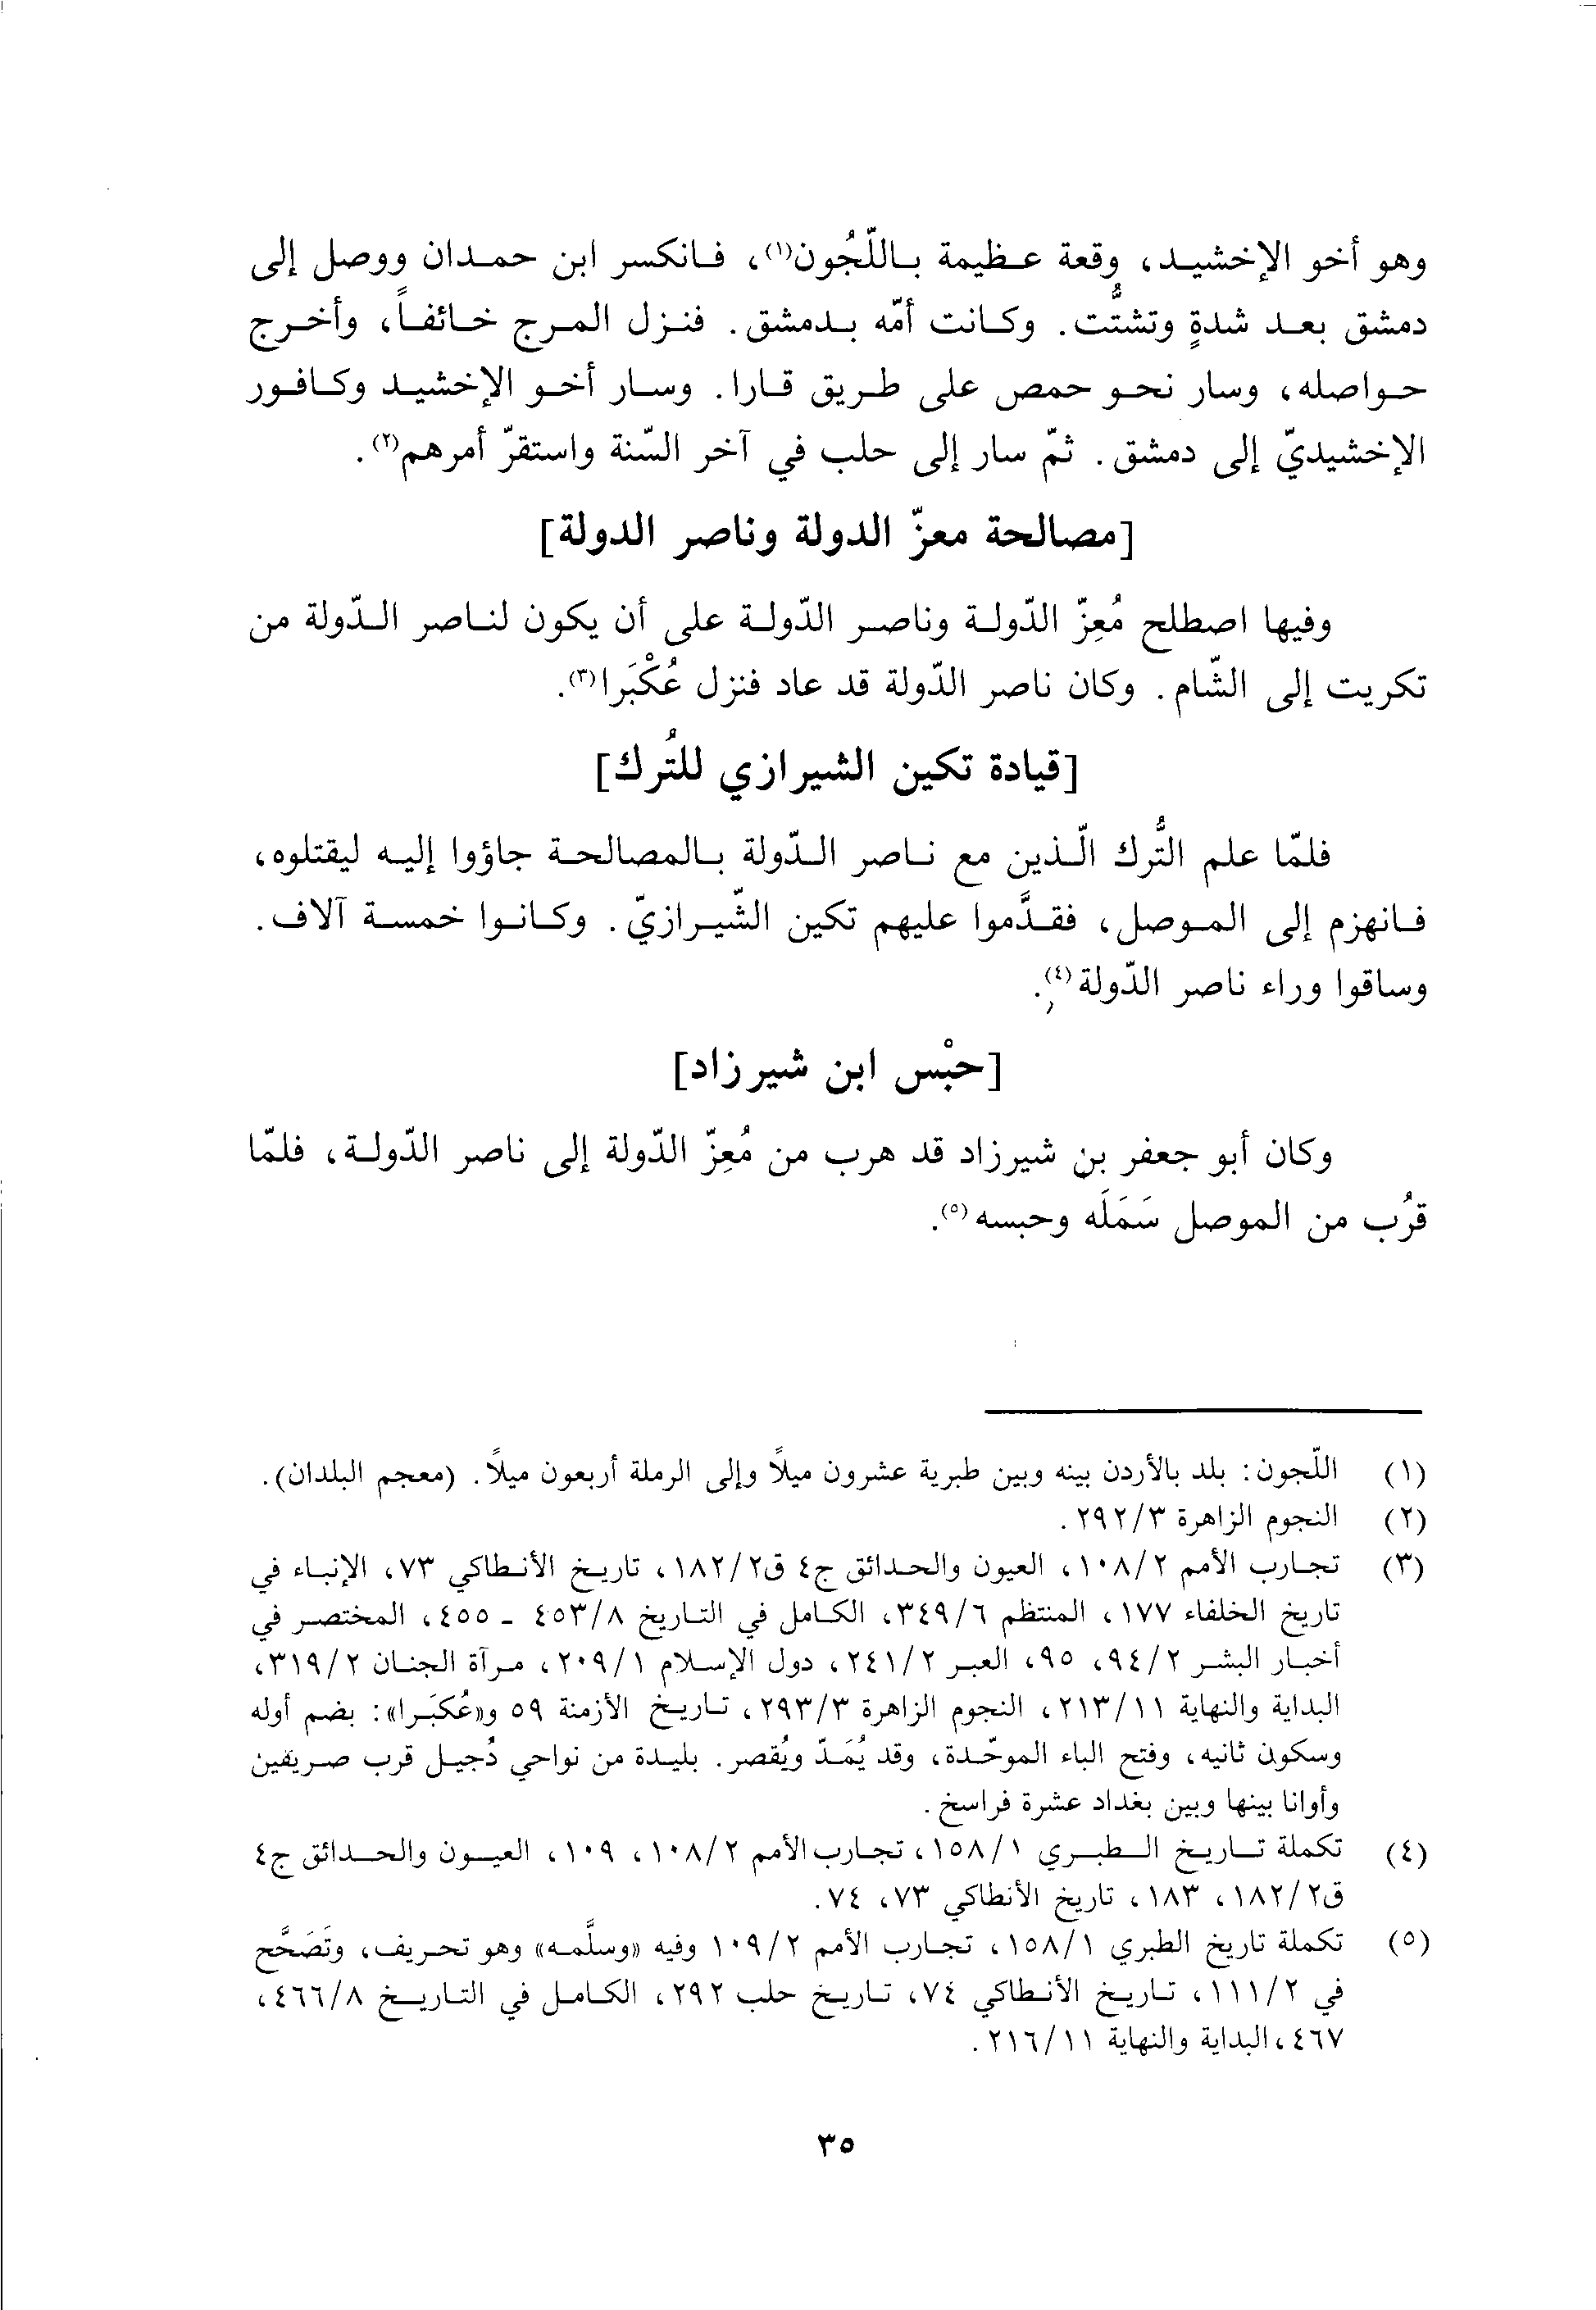 وهو أخو الإخشيد، وقعة عظيمة باللَّجُون(١)، فانكسر ابن حمدان ووصل إلى
دمشق بعد شدةٍ وتشتُّت. وكانت أمّه بدمشق. فنزل المرج خائفاً، وأخرج
حواصله، وسار نحو حمص على طريق قارا. وسار أخو الإخشيد وكافور
الإخشيديّ إلى دمشق. ثمّ سار إلى حلب في آخر السّنة واستقرّ أمرهم(٢).
[مصالحة معزّ الدولة وناصر الدولة]
وفيها اصطلح مُعِزّ الدّولة وناصر الدّولة على أن يكون لناصر الدّولة من
تكريت إلى الشّام. وكان ناصر الدّولة قد عاد فنزل عُكْبَرا(٣).
[قيادة تكين الشيرازي للتُرك]
فلمّا علم التُّرك الّذين مع ناصر الدّولة بالمصالحة جاؤوا إليه ليقتلوه،
فانهزم إلى الموصل، فقدَّموا عليهم تكين الشّيرازيّ. وكانوا خمسة آلاف.
وساقوا وراء ناصر الدّولة(٤).
[حبْس ابن شيرزاد]
وكان أبو جعفر بن شيرزاد قد هرب من مُعِزّ الدّولة إلى ناصر الدّولة، فلمّا
قرُب من الموصل سَمَلَه وحبسه(٥).
(١) اللّجون: بلد بالأردن بينه وبين طبرية عشرون ميلاً وإلى الرملة أربعون ميلاً. (معجم البلدان).
(٢) النجوم الزاهرة ٢٩٢/٣.
(٣) تجارب الأمم ١٠٨/٢، العيون والحدائق ج٤ ق١٨٢/٢، تاريخ الأنطاكي ٧٣، الإنباء في
تاريخ الخلفاء ١٧٧، المنتظم ٣٤٩/٦، الكامل في التاريخ ٤٥٣/٨ - ٤٥٥، المختصر في
أخبار البشر ٩٤/٢، ٩٥، العبر ٢٤١/٢، دول الإسلام ٢٠٩/١، مرآة الجنان ٣١٩/٢،
البداية والنهاية ٢١٣/١١، النجوم الزاهرة ٢٩٣/٣، تاريخ الأزمنة ٥٩ و«عُكبَرا»: بضم أوله
وسكون ثانيه، وفتح الباء الموحّدة، وقد يُمَدّ ويُقصر. بليدة من نواحي دُجيل قرب صريفين
وأوانا بينها وبين بغداد عشرة فراسخ.
(٤) تكملة تاريخ الطبري ١٥٨/١، تجارب الأمم ١٠٨/٢، ١٠٩، العيون والحدائق ج٤
ق١٨٢/٢، ١٨٣، تاريخ الأنطاكي ٧٣، ٧٤.
(٥) تكملة تاريخ الطبري ١٥٨/١، تجارب الأمم ١٠٩/٢ وفيه «وسلَّمه» وهو تحريف، وتَصَحَّح
في ١١١/٢، تاريخ الأنطاكي ٧٤، تاريخ حلب ٢٩٢، الكامل في التاريخ ٤٦٦/٨،
٤٦٧، البداية والنهاية ٢١٦/١١.
٣٥